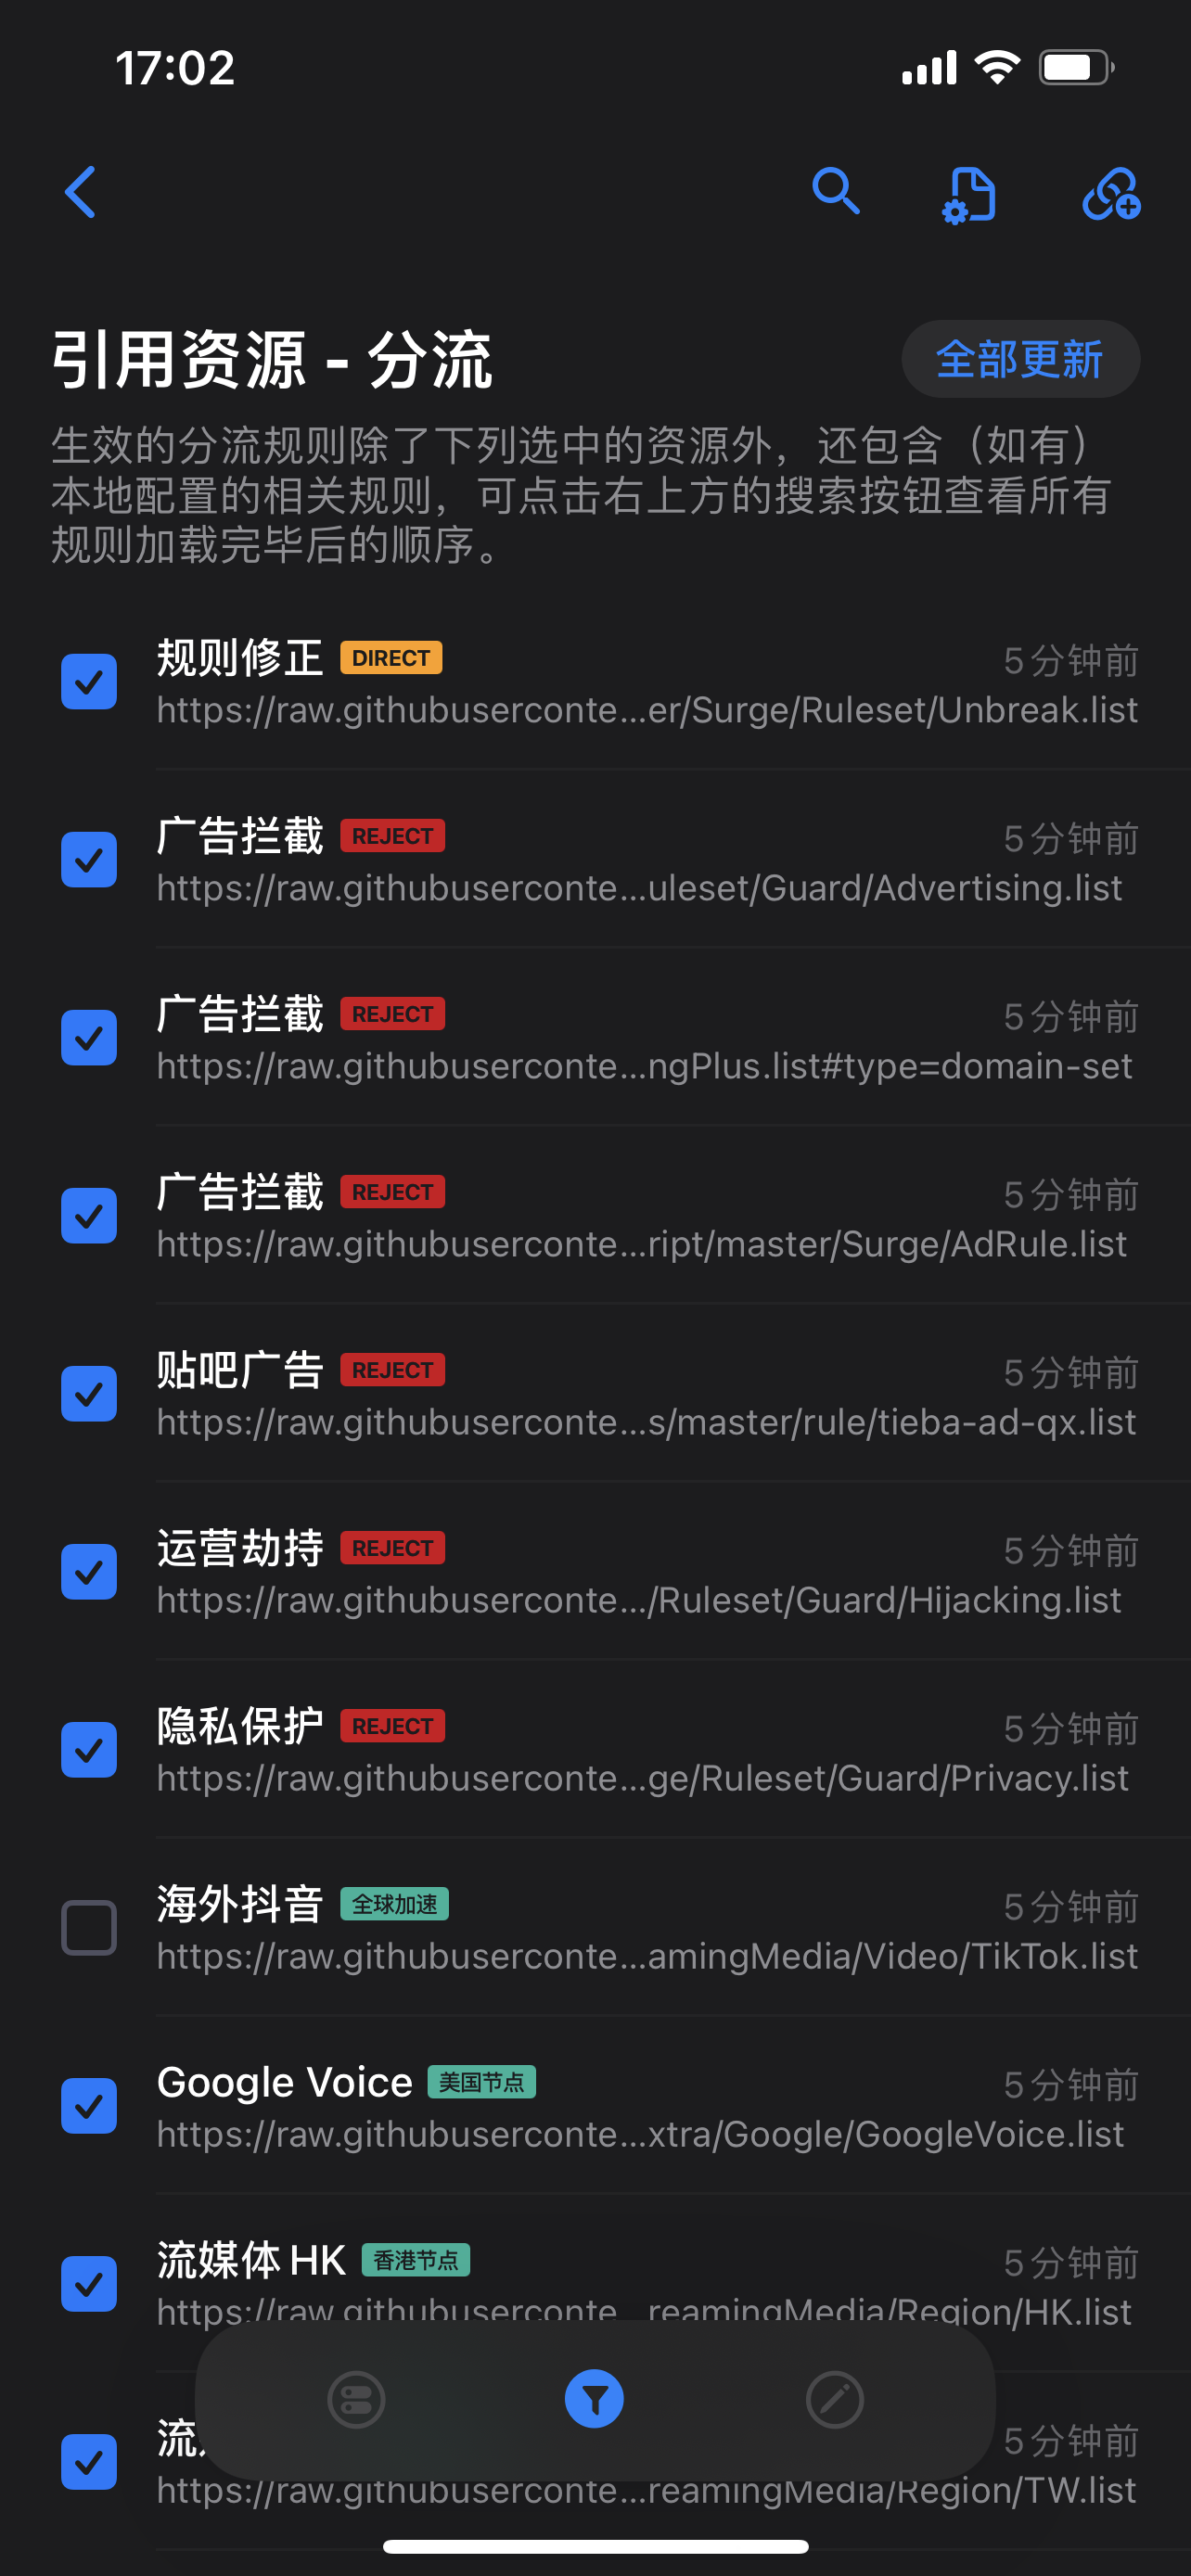 17:02
引用资源 - 分流
全部更新
生效的分流规则除了下列选中的资源外，还包含（如有）
本地配置的相关规则，可点击右上方的搜索按钮查看所有
规则加载完毕后的顺序。
规则修正 DIRECT 5 分钟前
https://raw.githubuserconte...er/Surge/Ruleset/Unbreak.list
广告拦截 REJECT 5 分钟前
https://raw.githubuserconte...uleset/Guard/Advertising.list
广告拦截 REJECT 5 分钟前
https://raw.githubuserconte...ngPlus.list#type=domain-set
广告拦截 REJECT 5 分钟前
https://raw.githubuserconte...ript/master/Surge/AdRule.list
贴吧广告 REJECT 5 分钟前
https://raw.githubuserconte...s/master/rule/tieba-ad-qx.list
运营劫持 REJECT 5 分钟前
https://raw.githubuserconte.../Ruleset/Guard/Hijacking.list
隐私保护 REJECT 5 分钟前
https://raw.githubuserconte...ge/Ruleset/Guard/Privacy.list
海外抖音 全球加速 5 分钟前
https://raw.githubuserconte...amingMedia/Video/TikTok.list
Google Voice 美国节点 5 分钟前
https://raw.githubuserconte...xtra/Google/GoogleVoice.list
流媒体 HK 香港节点 5 分钟前
https://raw.githubuserconte...reamingMedia/Region/HK.list
流 5 分钟前
https://raw.githubuserconte...reamingMedia/Region/TW.list